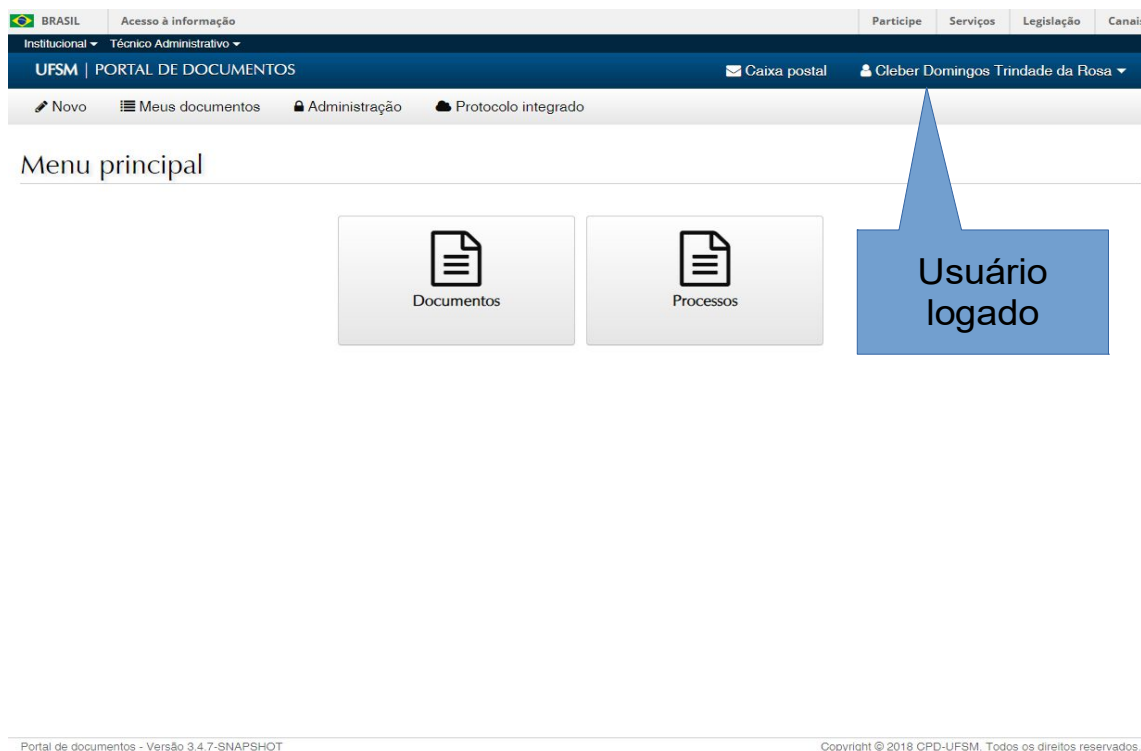 BRASIL Acesso à informação Participe Serviços Legislação Canais
Institucional Técnico Administrativo
UFSM | PORTAL DE DOCUMENTOS Caixa postal Cleber Domingos Trindade da Rosa
Novo Meus documentos Administração Protocolo integrado
Menu principal
Documentos Processos
Usuário
logado
Portal de documentos - Versão 3.4.7-SNAPSHOT Copyright © 2018 CPD-UFSM. Todos os direitos reservados.